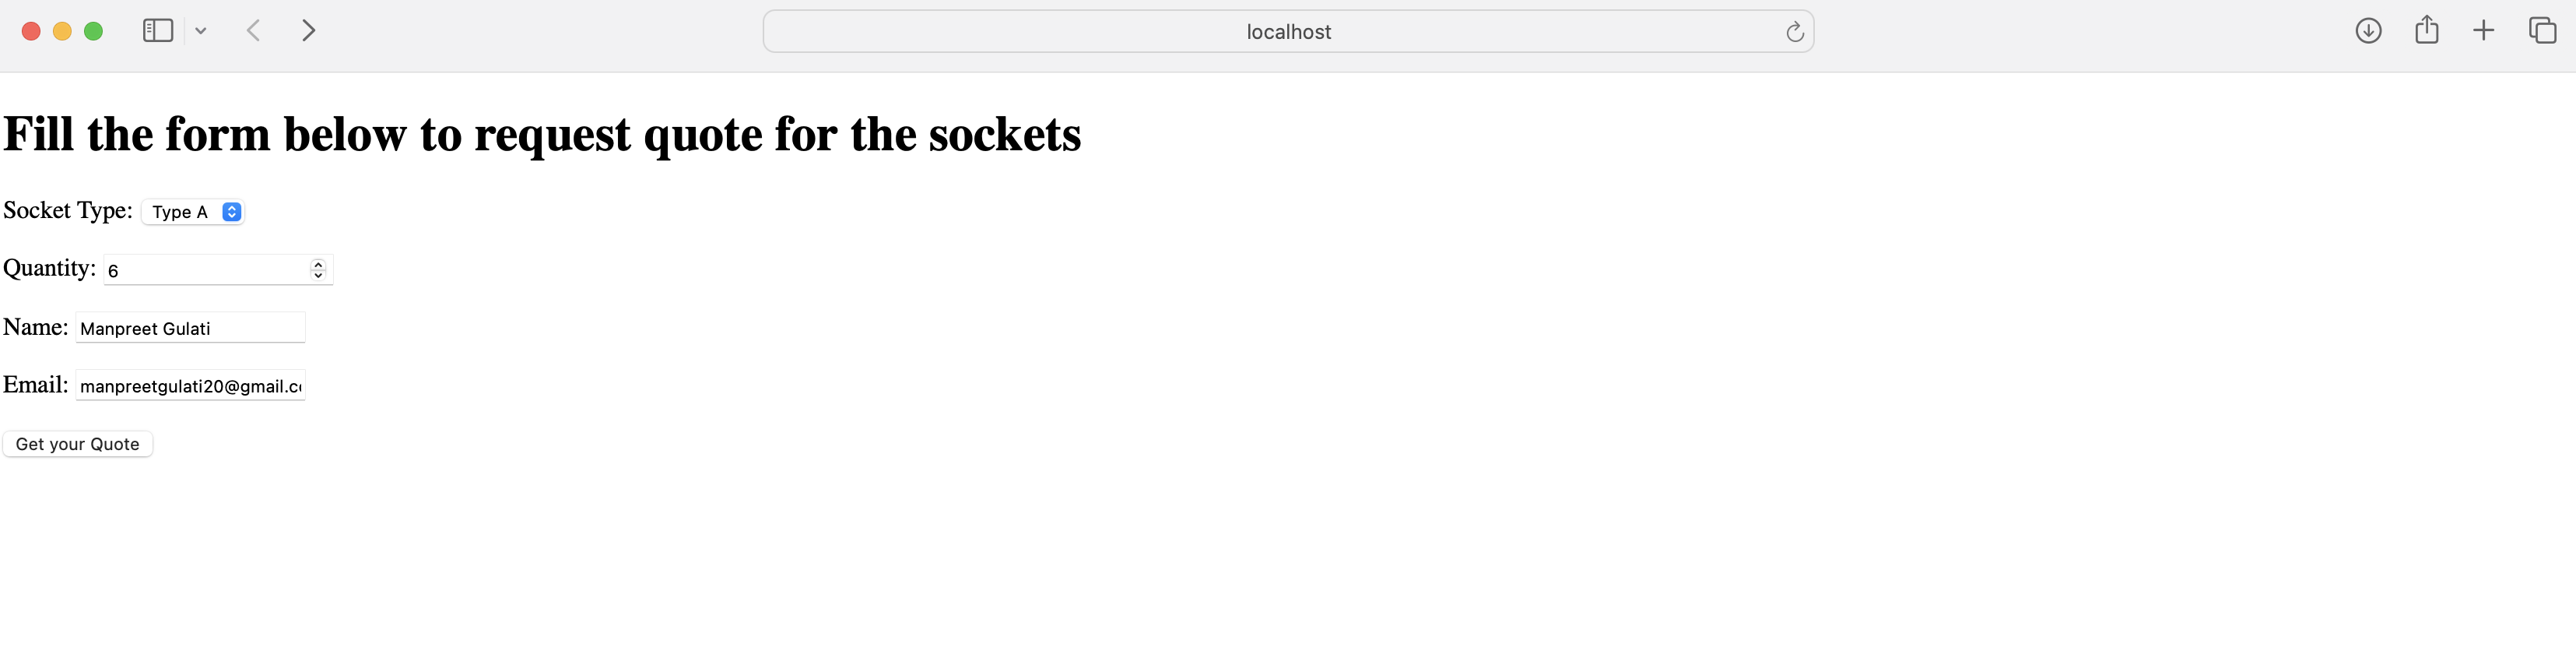 localhost
Fill the form below to request quote for the sockets
Socket Type: Type A
Quantity: 6
Name: Manpreet Gulati
Email: manpreetgulati20@gmail.c
Get your Quote